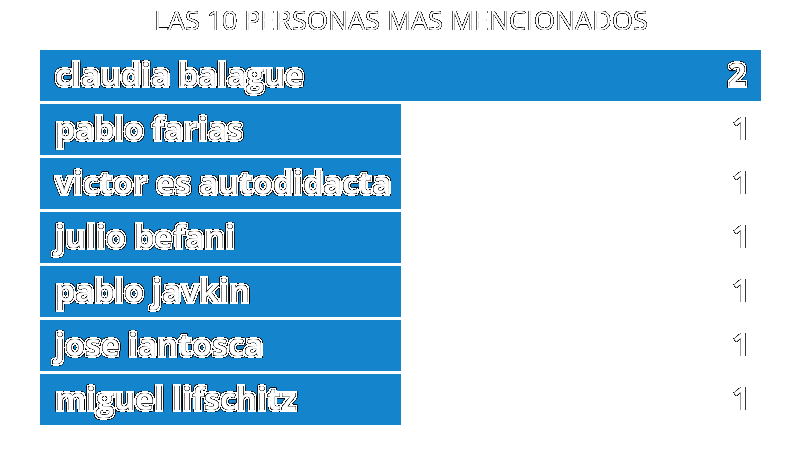 LAS 10 PERSONAS MAS MENCIONADOS
claudia balague 2
pablo farias 1
victor es autodidacta 1
julio befani 1
pablo javkin 1
jose iantosca 1
miguel lifschitz 1